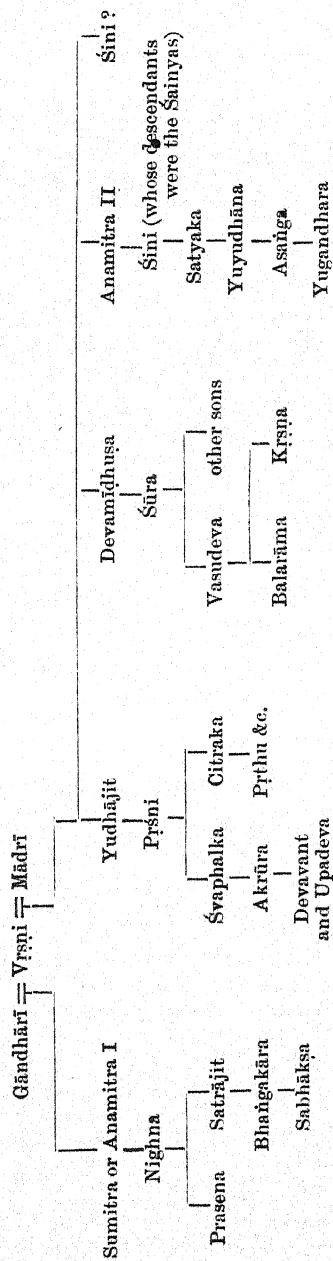 Gāndhārī = Vṛṣṇi = Mādrī
Sumitra or Anamitra I Yudhājit Devamīḍhuṣa Anamitra II Śini ?
Nighna Pṛśni Śūra Śini (whose descendants
were the Śainyas)
Prasena Satrājit Śvaphalka Citraka Vasudeva other sons Satyaka
Bhaṅgakāra Akrūra Pṛthu &c. Balarāma Kṛṣṇa Yuyudhāna
Sabhākṣa Devavant Asaṅga
and Upadeva Yugandhara